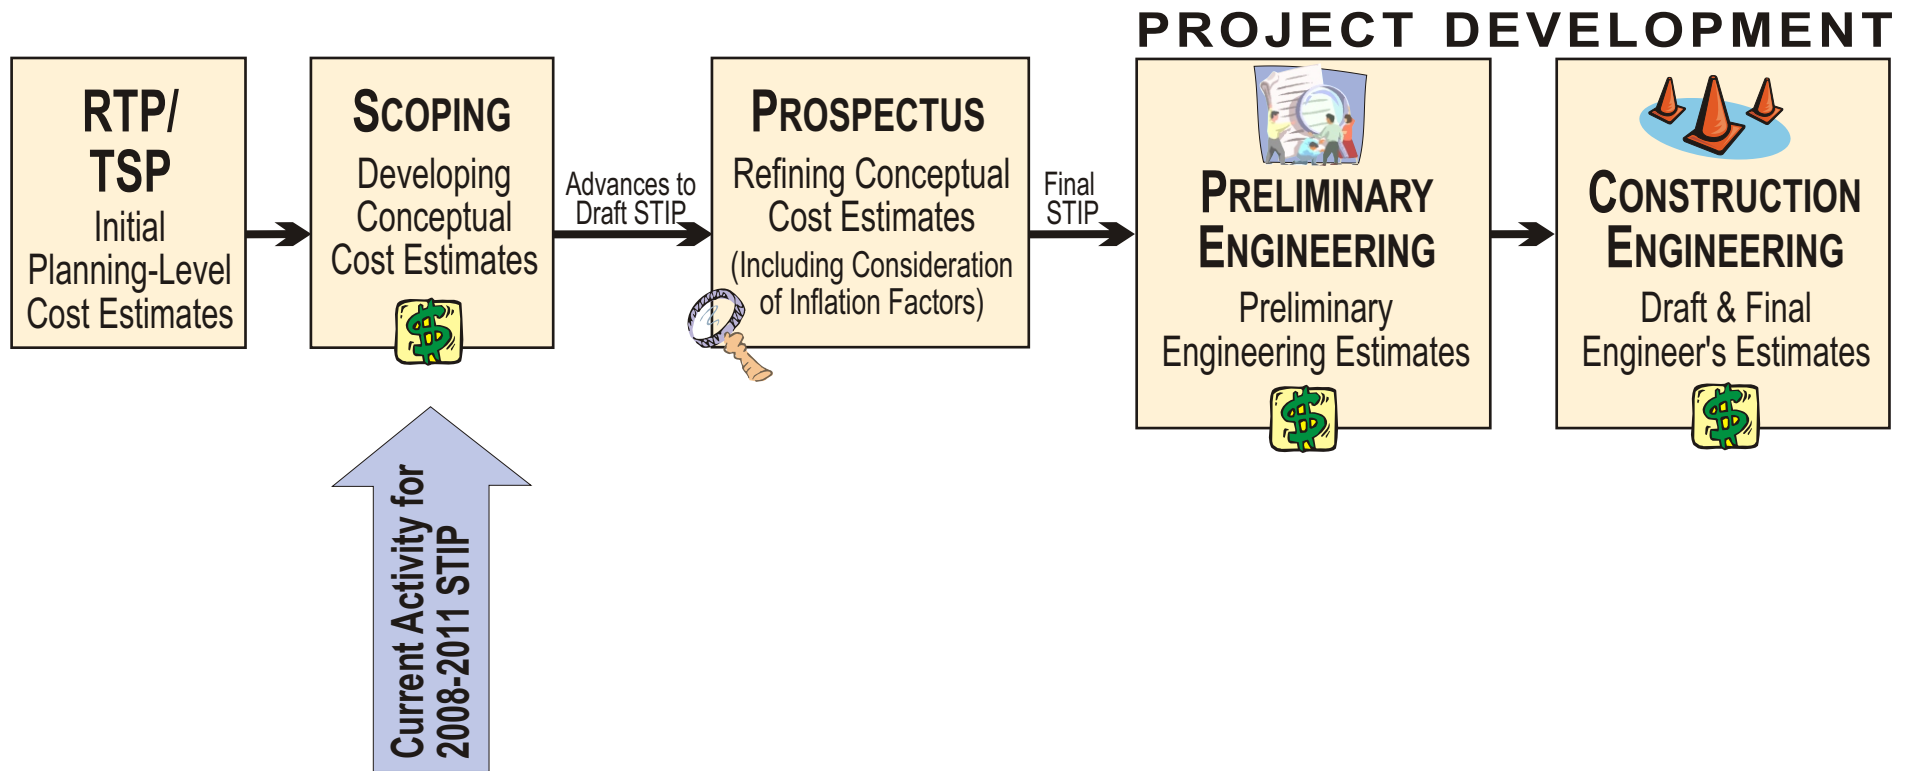 PROJECT DEVELOPMENT
RTP/
TSP
Initial
Planning-Level
Cost Estimates
SCOPING
Developing
Conceptual
Cost Estimates
Advances to
Draft STIP
PROSPECTUS
Refining Conceptual
Cost Estimates
(Including Consideration
of Inflation Factors)
Final
STIP
PRELIMINARY
ENGINEERING
Preliminary
Engineering Estimates
CONSTRUCTION
ENGINEERING
Draft & Final
Engineer's Estimates
$
$
$
Current Activity for
2008-2011 STIP